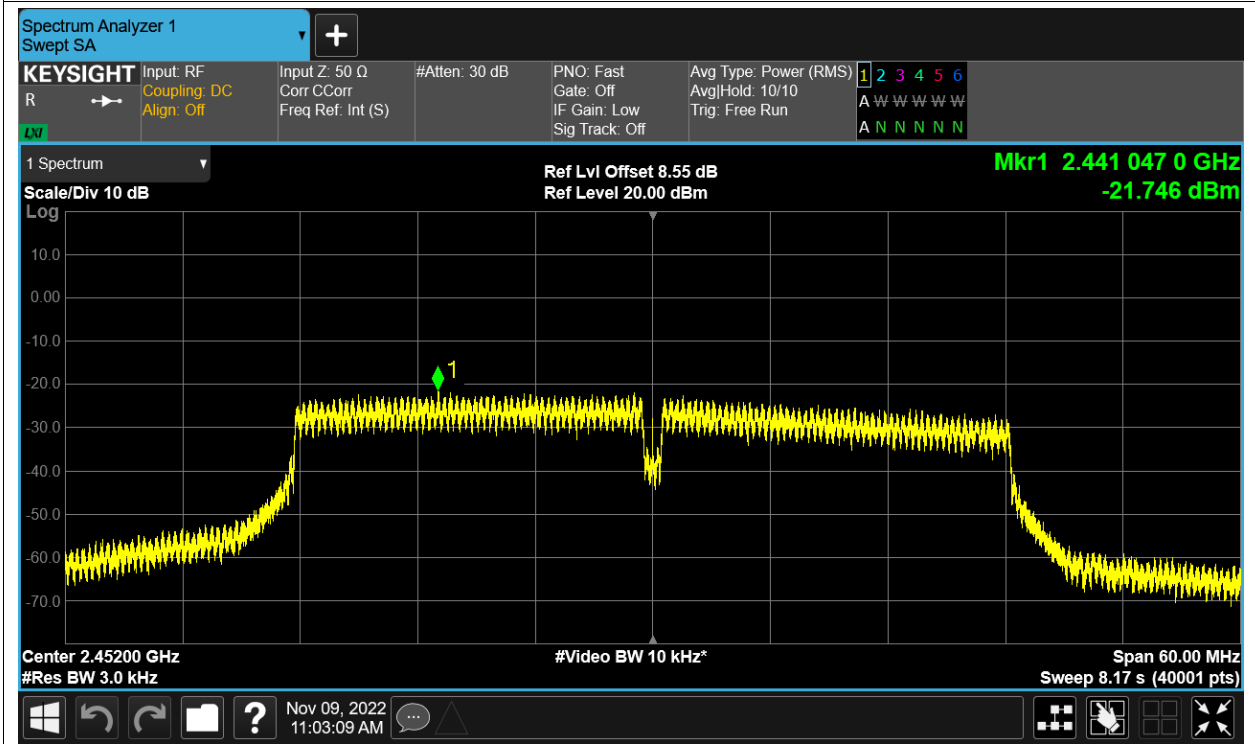 Spectrum Analyzer 1
Swept SA
KEYSIGHT
R
LXI
Input: RF
Coupling: DC
Align: Off
Input Z: 50 Ω
Corr CCorr
Freq Ref: Int (S)
#Atten: 30 dB
PNO: Fast
Gate: Off
IF Gain: Low
Sig Track: Off
Avg Type: Power (RMS)
Avg|Hold: 10/10
Trig: Free Run
1 2 3 4 5 6
A W W W W W
A N N N N N
1 Spectrum
Scale/Div 10 dB
Log
Ref Lvl Offset 8.55 dB
Ref Level 20.00 dBm
Mkr1 2.441 047 0 GHz
-21.746 dBm
10.0
0.00
-10.0
-20.0
-30.0
-40.0
-50.0
-60.0
-70.0
1
Center 2.45200 GHz
#Res BW 3.0 kHz
#Video BW 10 kHz*
Span 60.00 MHz
Sweep 8.17 s (40001 pts)
?
Nov 09, 2022
11:03:09 AM